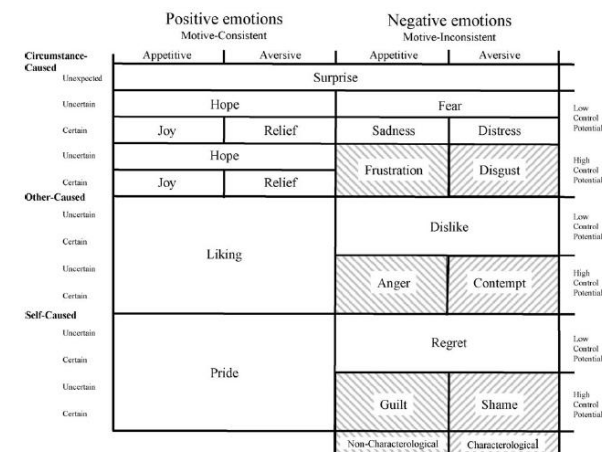 Positive emotions Negative emotions
Motive-Consistent Motive-Inconsistent
Circumstance- Appetitive Aversive Appetitive Aversive
Caused
Unexpected Surprise
Uncertain Hope Fear Low
Control
Potential
Certain Joy Relief Sadness Distress
Uncertain Hope Frustration Disgust High
Control
Potential
Certain Joy Relief
Other-Caused
Uncertain Dislike Low
Control
Potential
Certain
Liking
Uncertain Anger Contempt High
Control
Potential
Certain
Self-Caused
Uncertain Regret Low
Control
Potential
Certain
Pride
Uncertain Guilt Shame High
Control
Potential
Certain
Non-Characterological Characterological